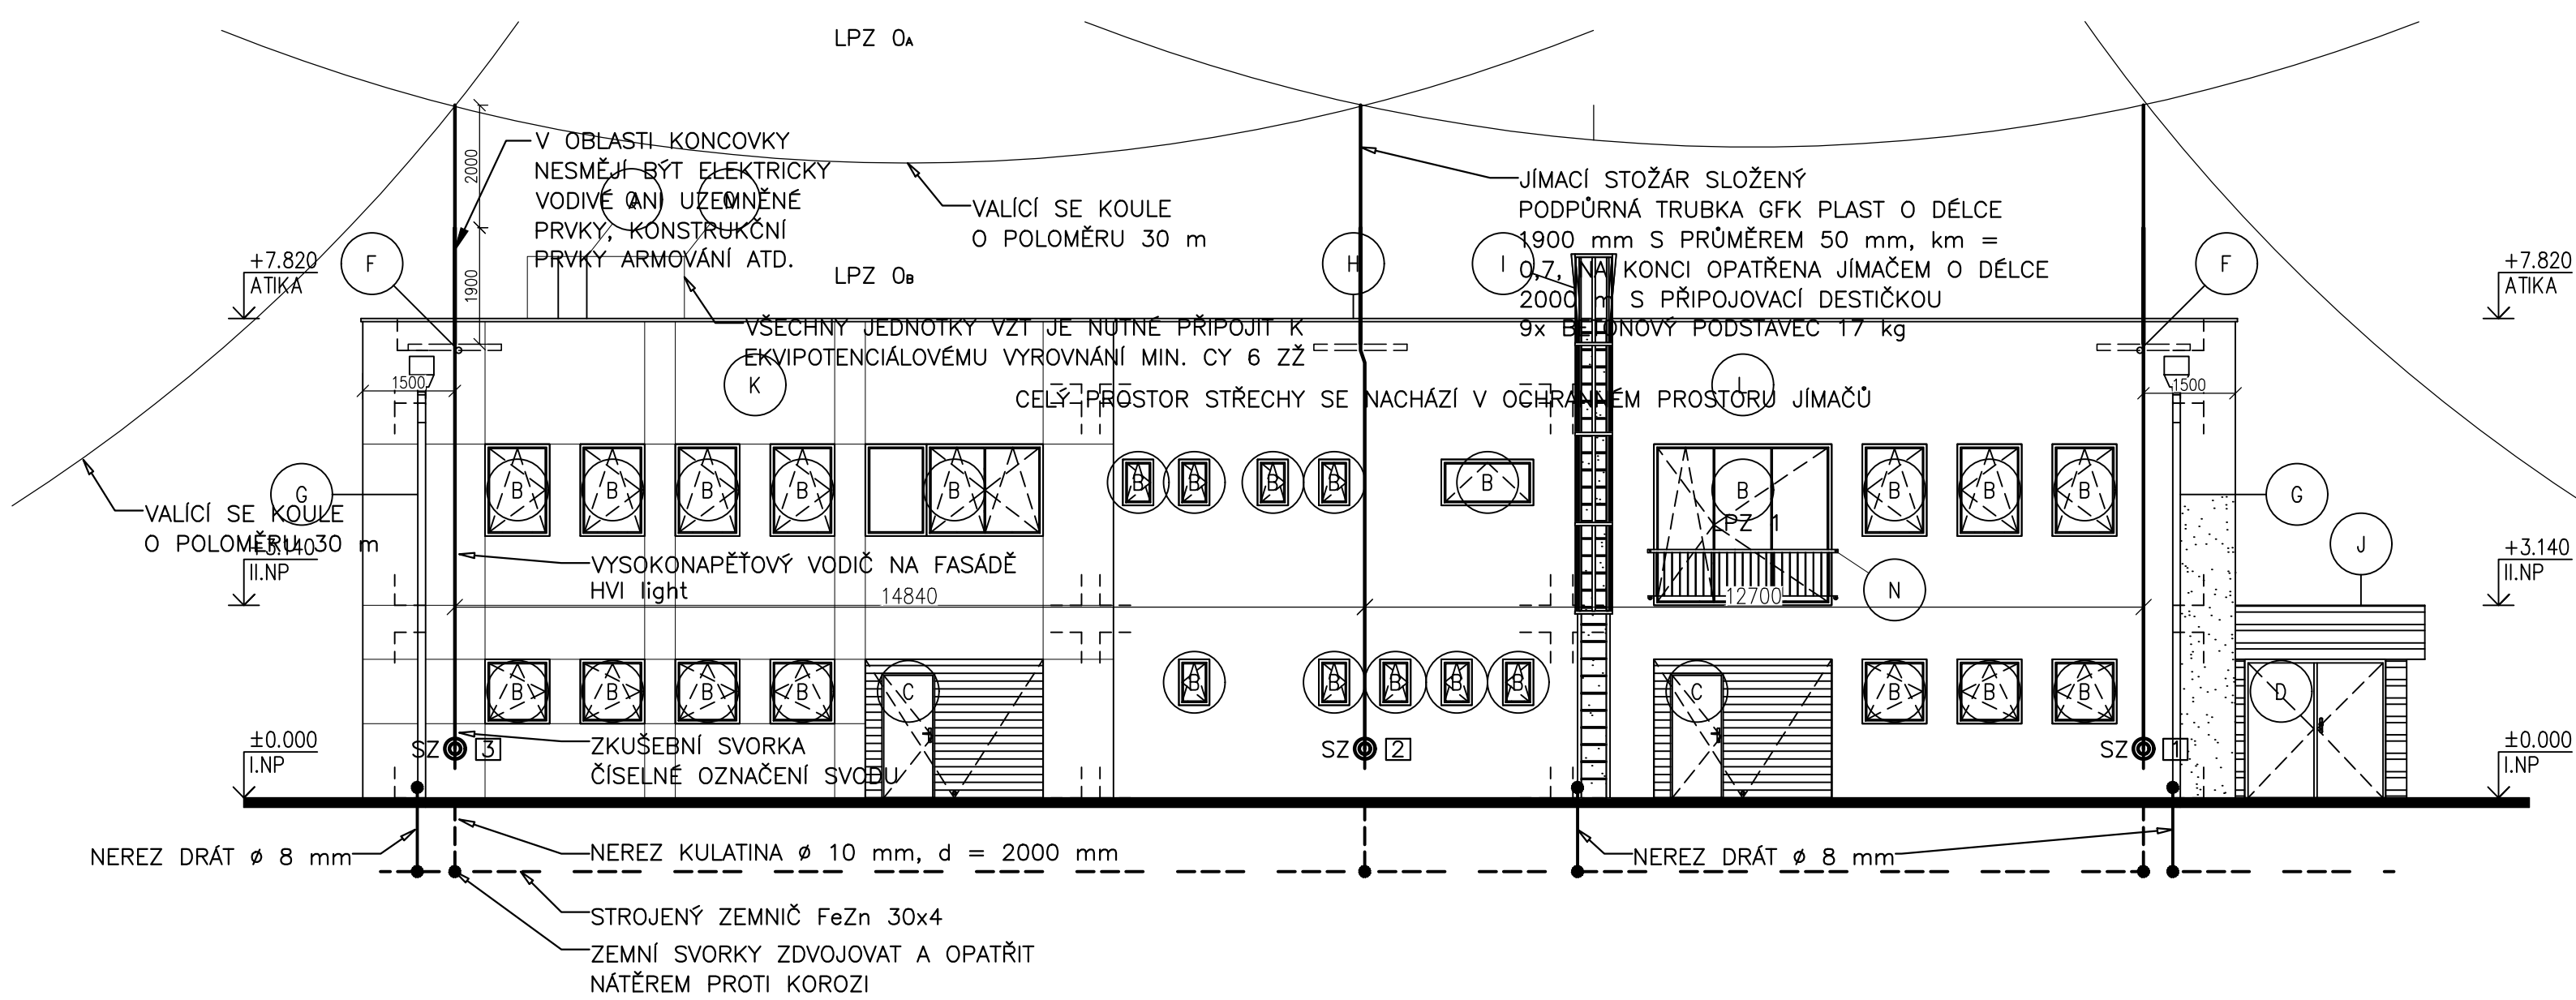 LPZ 0A
V OBLASTI KONCOVKY
NESMĚJÍ BÝT ELEKTRICKY
VODIVÉ ANI UZEMNĚNÉ
PRVKY, KONSTRUKČNÍ
PRVKY ARMOVÁNÍ ATD.
2000
1900
VALÍCÍ SE KOULE
O POLOMĚRU 30 m
JÍMACÍ STOŽÁR SLOŽENÝ
PODPŮRNÁ TRUBKA GFK PLAST O DÉLCE
1900 mm S PRŮMĚREM 50 mm, km =
0,7, NA KONCI OPATŘENA JÍMAČEM O DÉLCE
2000 m S PŘIPOJOVACÍ DESTIČKOU
9x BETONOVÝ PODSTAVEC 17 kg
+7.820
ATIKA
F
LPZ 0B
H
I
F
+7.820
ATIKA
VŠECHNY JEDNOTKY VZT JE NUTNÉ PŘIPOJIT K
EKVIPOTENCIÁLOVÉMU VYROVNÁNÍ MIN. CY 6 ZŽ
1500
K
L
1500
CELÝ PROSTOR STŘECHY SE NACHÁZÍ V OCHRANNÉM PROSTORU JÍMAČŮ
G
B
B
B
B
B
B
B
B
B
B
B
B
B
B
G
VALÍCÍ SE KOULE
O POLOMĚRU 30 m
LPZ 1
+3.140
II.NP
VYSOKONAPĚŤOVÝ VODIČ NA FASÁDĚ
HVI light
14840
12700
N
J
+3.140
II.NP
B
B
B
B
C
B
B
B
B
B
C
B
B
B
D
±0.000
I.NP
SZ 3
ZKUŠEBNÍ SVORKA
ČÍSELNÉ OZNAČENÍ SVODU
SZ 2
SZ 1
±0.000
I.NP
NEREZ DRÁT ø 8 mm
NEREZ KULATINA ø 10 mm, d = 2000 mm
NEREZ DRÁT ø 8 mm
STROJENÝ ZEMNIČ FeZn 30x4
ZEMNÍ SVORKY ZDVOJOVAT A OPATŘIT
NÁTĚREM PROTI KOROZI